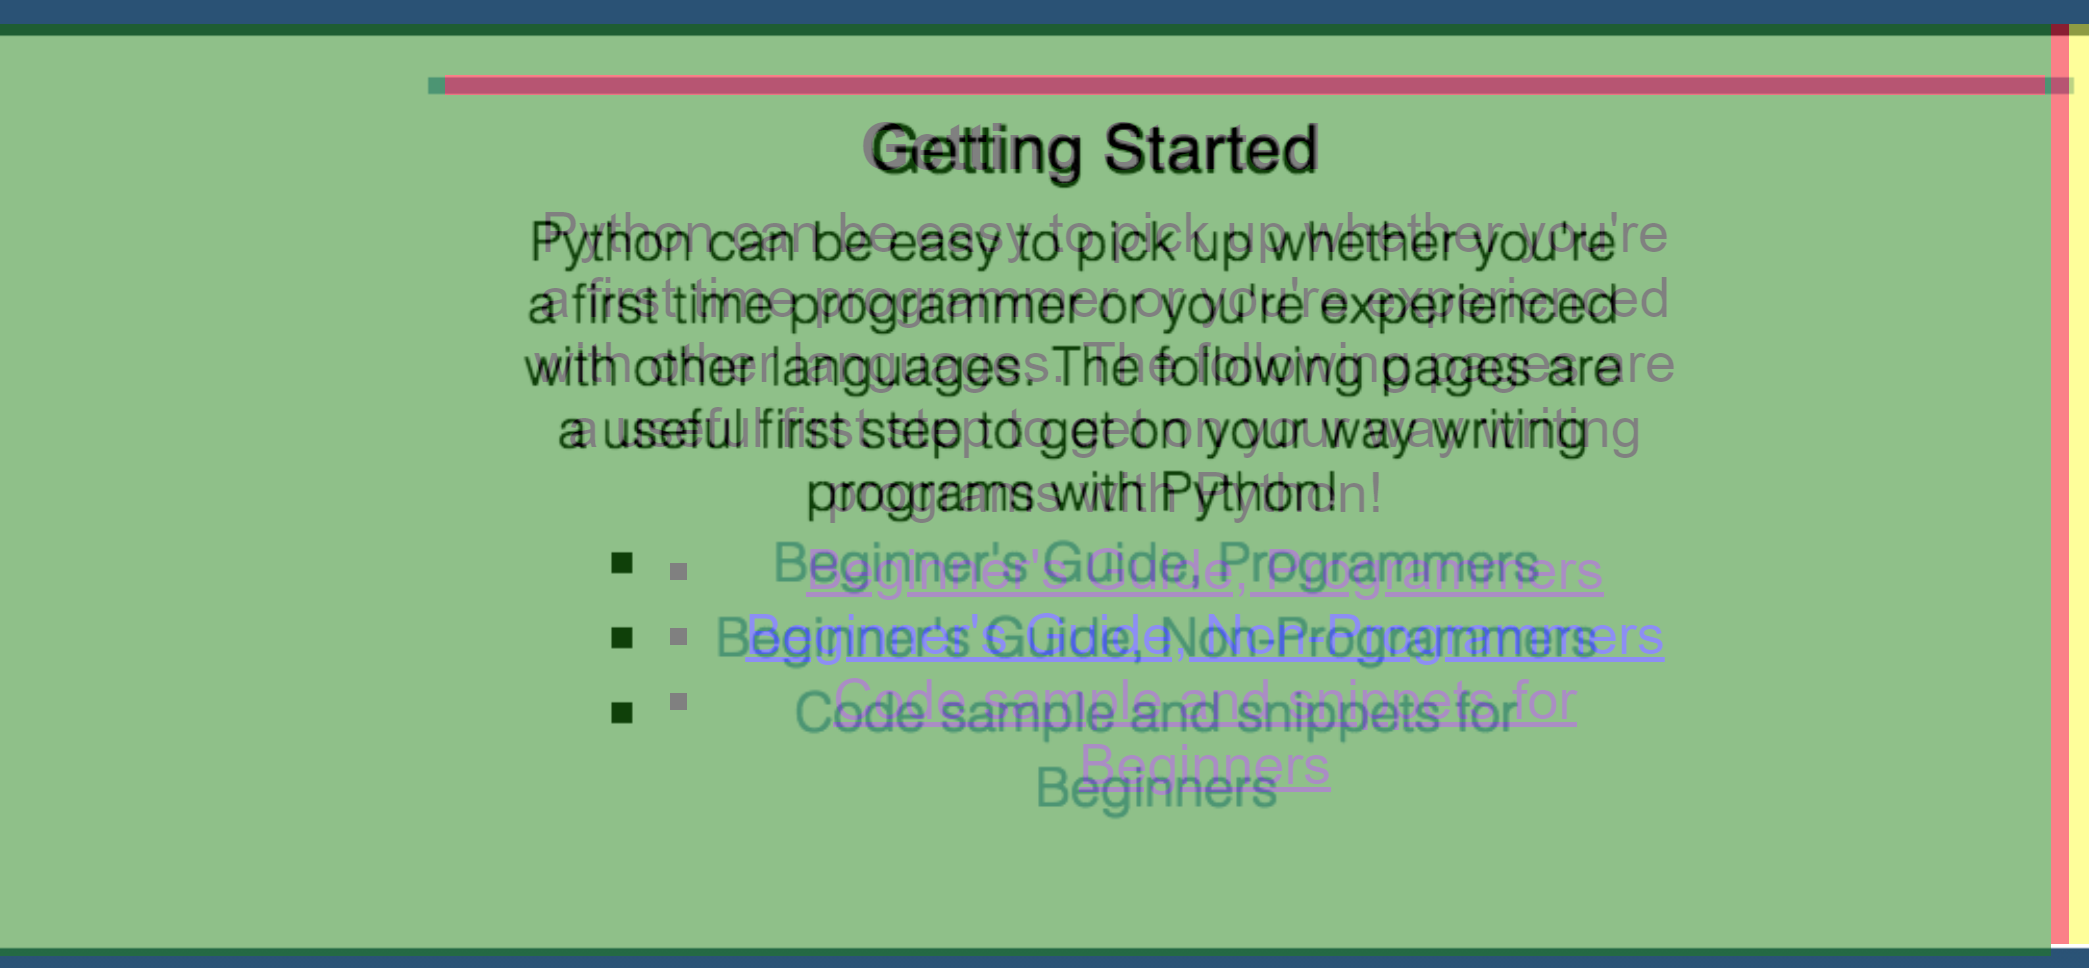 Getting Started
Python can be easy to pick up whether you're
a first time programmer or you're experienced
with other languages. The following pages are
a useful first step to get on your way writing
programs with Python!
Beginner's Guide, Programmers
Beginner's Guide, Non-Programmers
Code sample and snippets for
Beginners